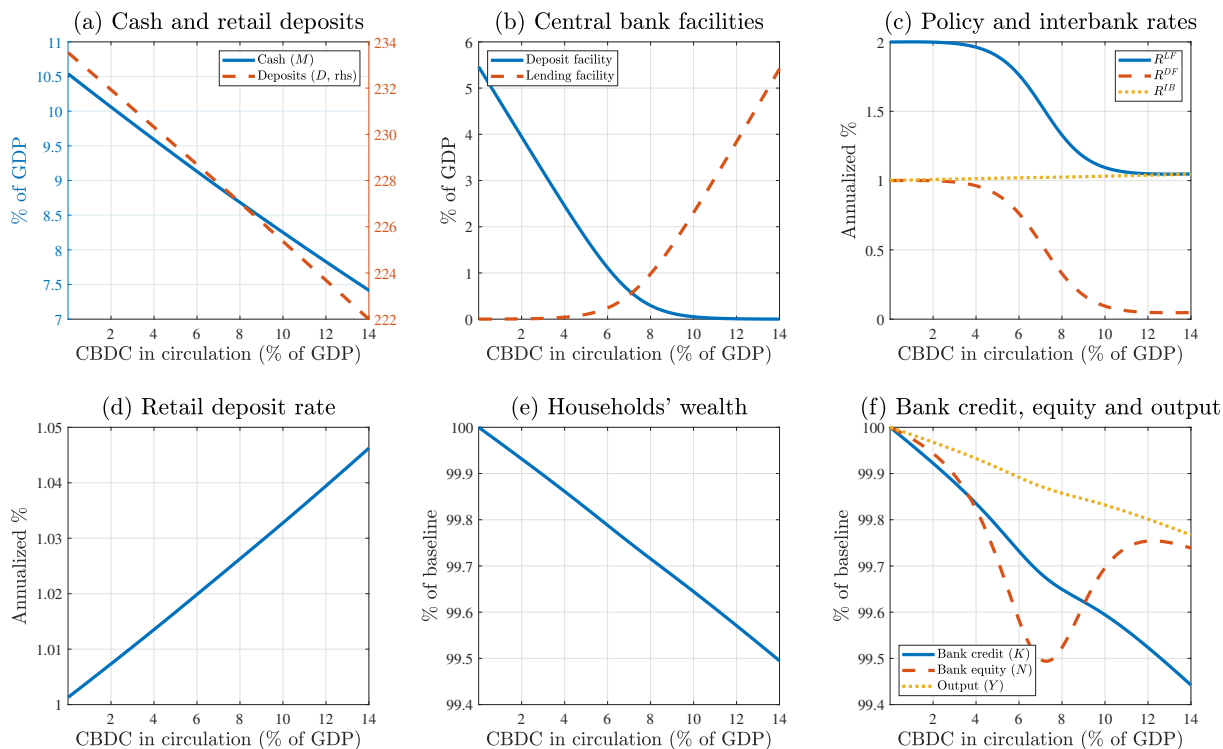 (a) Cash and retail deposits
11
10.5
10
9.5
9
8.5
8
7.5
7
% of GDP
234
232
230
228
226
224
222
Cash (M)
Deposits (D, rhs)
2 4 6 8 10 12 14
CBDC in circulation (% of GDP)
(b) Central bank facilities
6
5
4
3
2
1
0
% of GDP
Deposit facility
Lending facility
2 4 6 8 10 12 14
CBDC in circulation (% of GDP)
(c) Policy and interbank rates
2
1.5
1
0.5
0
Annualized %
R^{LF}
R^{DF}
R^{IB}
2 4 6 8 10 12 14
CBDC in circulation (% of GDP)
(d) Retail deposit rate
1.05
1.04
1.03
1.02
1.01
1
Annualized %
2 4 6 8 10 12 14
CBDC in circulation (% of GDP)
(e) Households' wealth
100
99.9
99.8
99.7
99.6
99.5
99.4
% of baseline
2 4 6 8 10 12 14
CBDC in circulation (% of GDP)
(f) Bank credit, equity and output
100
99.9
99.8
99.7
99.6
99.5
99.4
% of baseline
Bank credit (K)
Bank equity (N)
Output (Y)
2 4 6 8 10 12 14
CBDC in circulation (% of GDP)